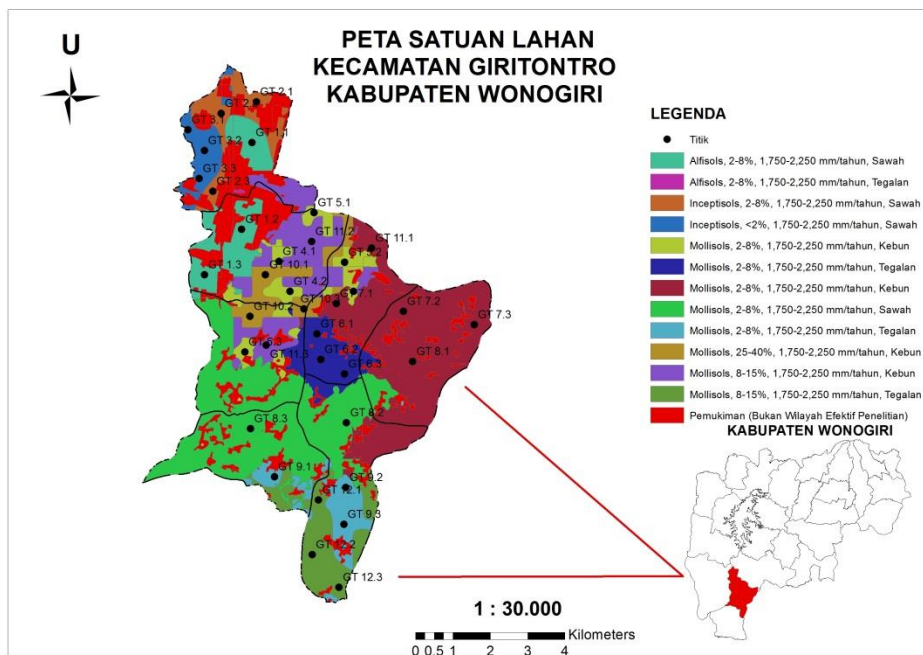 U
PETA SATUAN LAHAN
KECAMATAN GIRITONTRO
KABUPATEN WONOGIRI
LEGENDA
Titik
Alfisols, 2-8%, 1,750-2,250 mm/tahun, Sawah
Alfisols, 2-8%, 1,750-2,250 mm/tahun, Tegalan
Inceptisols, 2-8%, 1,750-2,250 mm/tahun, Sawah
Inceptisols, <2%, 1,750-2,250 mm/tahun, Sawah
Mollisols, 2-8%, 1,750-2,250 mm/tahun, Kebun
Mollisols, 2-8%, 1,750-2,250 mm/tahun, Tegalan
Mollisols, 2-8%, 1,750-2,250 mm/tahun, Kebun
Mollisols, 2-8%, 1,750-2,250 mm/tahun, Sawah
Mollisols, 2-8%, 1,750-2,250 mm/tahun, Tegalan
Mollisols, 25-40%, 1,750-2,250 mm/tahun, Kebun
Mollisols, 8-15%, 1,750-2,250 mm/tahun, Kebun
Mollisols, 8-15%, 1,750-2,250 mm/tahun, Tegalan
Pemukiman (Bukan Wilayah Efektif Penelitian)
KABUPATEN WONOGIRI
GT 2.1
GT 3.1
GT 1.1
GT 3.2
GT 3.3
GT 2.3
GT 5.1
GT 1.2
GT 11.2
GT 11.1
GT 4.1
GT 1.3
GT 10.1
GT 4.2
GT 7.1
GT 7.2
GT 10.2
GT 7.3
GT 6.1
GT 6.2
GT 8.1
GT 11.3
GT 6.3
GT 8.3
GT 8.2
GT 9.1
GT 9.2
GT 12.1
GT 9.3
GT 12.2
GT 12.3
1 : 30.000
Kilometers
0 0.5 1 2 3 4